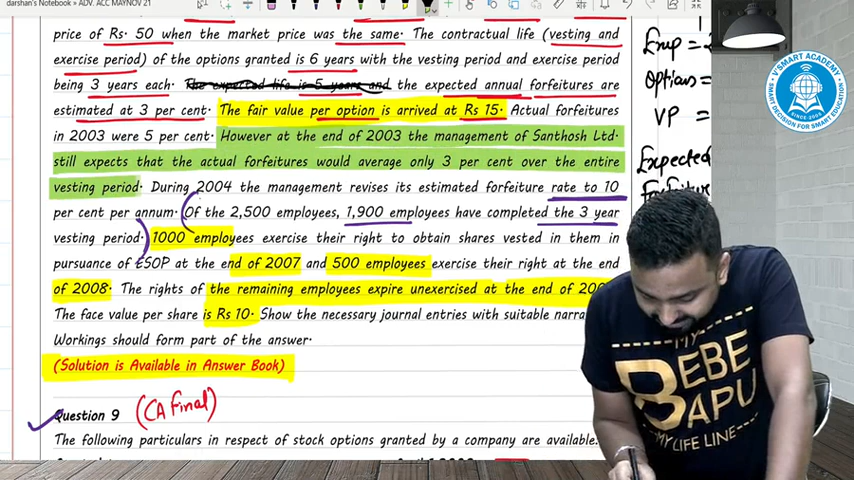 darshan's Notebook » ADV. ACC MAYNOV 21
price of Rs. 50 when the market price was the same. The contractual life (vesting and
exercise period) of the options granted is 6 years with the vesting period and exercise period
being 3 years each. The expected life is 5 years and the expected annual forfeitures are
estimated at 3 per cent. The fair value per option is arrived at Rs 15. Actual forfeitures
in 2003 were 5 per cent. However at the end of 2003 the management of Santhosh Ltd.
still expects that the actual forfeitures would average only 3 per cent over the entire
vesting period. During 2004 the management revises its estimated forfeiture rate to 10
per cent per annum. Of the 2,500 employees, 1,900 employees have completed the 3 year
vesting period. 1000 employees exercise their right to obtain shares vested in them in
pursuance of ESOP at the end of 2007 and 500 employees exercise their right at the end
of 2008. The rights of the remaining employees expire unexercised at the end of
The face value per share is Rs 10. Show the necessary journal entries with suitable
Workings should form part of the answer.
(Solution is Available in Answer Book)
Question 9 (CA Final)
The following particulars in respect of stock options granted by a company are available.
Emp =
Options =
VP =
Expected
V'SMART ACADEMY
DECISION FOR SMART EDUCATION
SINCE-2005
MY
BEBE
BAPU
MY LIFE LINE